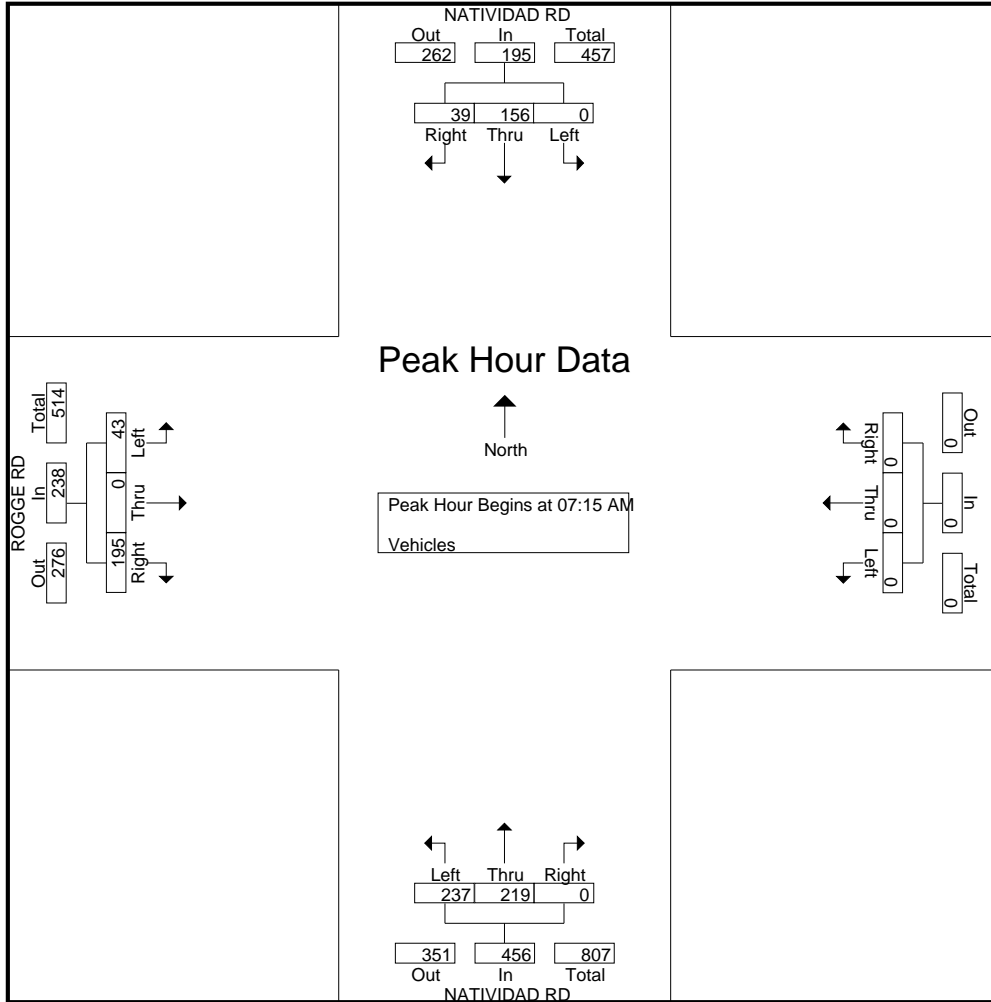 NATIVIDAD RD
Out In Total
262 195 457
39 156 0
Right Thru Left
Peak Hour Data
North
Peak Hour Begins at 07:15 AM
Vehicles
ROGGE RD
Out In Total
276 238 514
195 0 43
Right Thru Left
Out In Total
0 0 0
Right Thru Left
0 0 0
Left Thru Right
237 219 0
351 456 807
Out In Total
NATIVIDAD RD